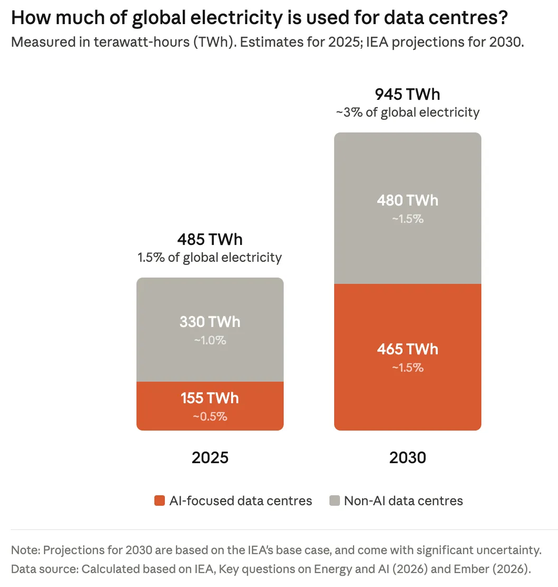 How much of global electricity is used for data centres?
Measured in terawatt-hours (TWh). Estimates for 2025; IEA projections for 2030.
945 TWh
~3% of global electricity
480 TWh
~1.5%
485 TWh
1.5% of global electricity
330 TWh
~1.0%
465 TWh
~1.5%
155 TWh
~0.5%
2025
2030
AI-focused data centres
Non-AI data centres
Note: Projections for 2030 are based on the IEA's base case, and come with significant uncertainty.
Data source: Calculated based on IEA, Key questions on Energy and AI (2026) and Ember (2026).